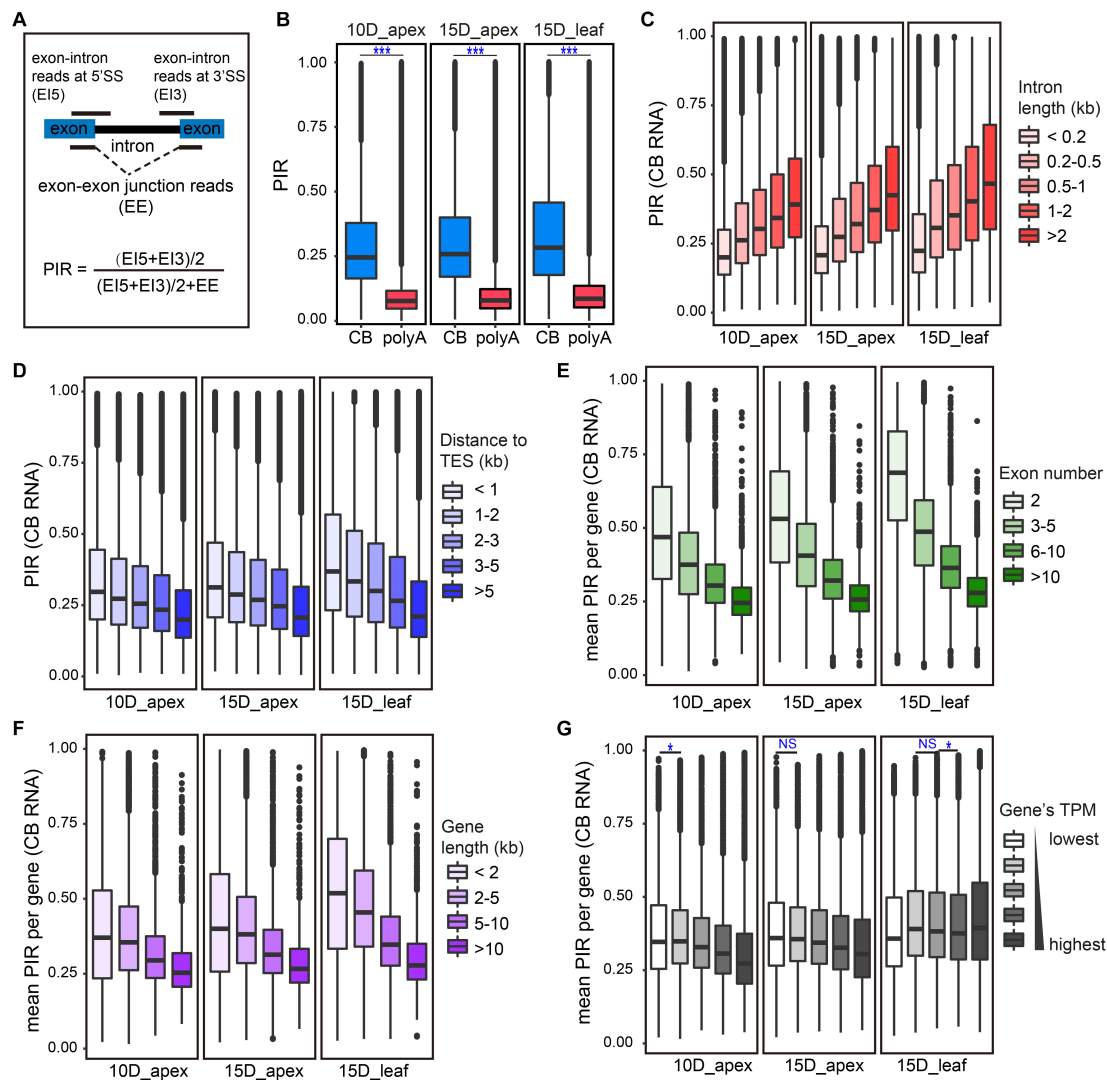 A
exon-intron
reads at 5'SS
(EI5)
exon-intron
reads at 3'SS
(EI3)
exon
exon
intron
exon-exon junction reads
(EE)
PIR =
(EI5+EI3)/2
(EI5+EI3)/2+EE
B
10D_apex 15D_apex 15D_leaf
*** *** ***
PIR
1.00
0.75
0.50
0.25
0.00
CB polyA CB polyA CB polyA
C
PIR (CB RNA)
1.00
0.75
0.50
0.25
0.00
10D_apex 15D_apex 15D_leaf
Intron
length (kb)
< 0.2
0.2-0.5
0.5-1
1-2
>2
D
PIR (CB RNA)
1.00
0.75
0.50
0.25
0.00
10D_apex 15D_apex 15D_leaf
Distance to
TES (kb)
< 1
1-2
2-3
3-5
>5
E
mean PIR per gene (CB RNA)
1.00
0.75
0.50
0.25
0.00
10D_apex 15D_apex 15D_leaf
Exon number
2
3-5
6-10
>10
F
mean PIR per gene (CB RNA)
1.00
0.75
0.50
0.25
0.00
10D_apex 15D_apex 15D_leaf
Gene
length (kb)
< 2
2-5
5-10
>10
G
mean PIR per gene (CB RNA)
1.00
0.75
0.50
0.25
0.00
* NS NS *
10D_apex 15D_apex 15D_leaf
Gene's TPM
lowest
highest